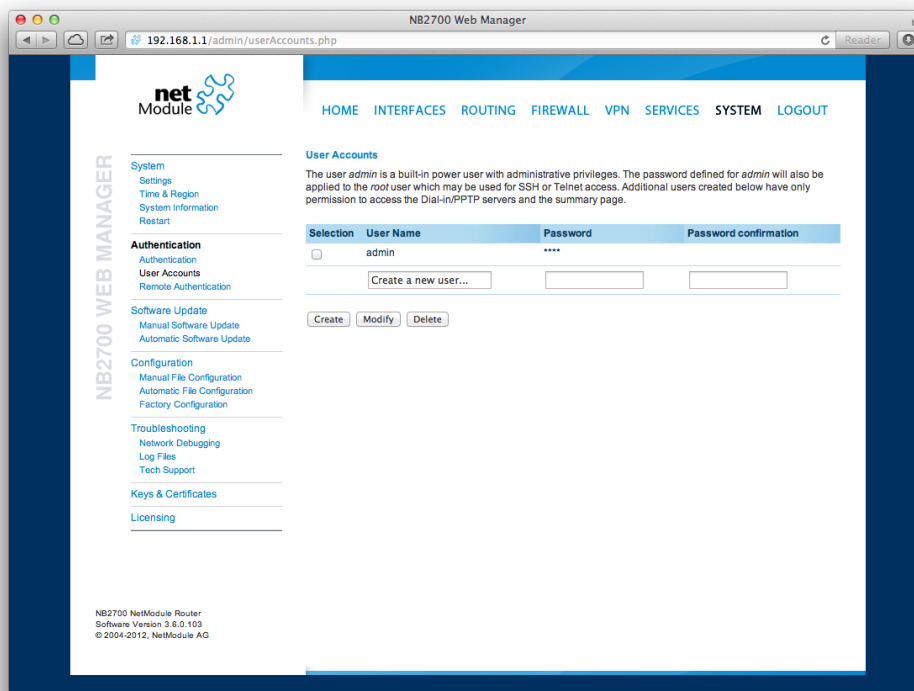 NB2700 Web Manager
192.168.1.1/admin/userAccounts.php
Reader
net
Module
HOME INTERFACES ROUTING FIREWALL VPN SERVICES SYSTEM LOGOUT
NB2700 WEB MANAGER
System
Settings
Time & Region
System Information
Restart
Authentication
Authentication
User Accounts
Remote Authentication
Software Update
Manual Software Update
Automatic Software Update
Configuration
Manual File Configuration
Automatic File Configuration
Factory Configuration
Troubleshooting
Network Debugging
Log Files
Tech Support
Keys & Certificates
Licensing
User Accounts
The user admin is a built-in power user with administrative privileges. The password defined for admin will also be
applied to the root user which may be used for SSH or Telnet access. Additional users created below have only
permission to access the Dial-in/PPTP servers and the summary page.
Selection User Name Password Password confirmation
admin ****
Create a new user...
Create Modify Delete
NB2700 NetModule Router
Software Version 3.6.0.103
© 2004-2012, NetModule AG